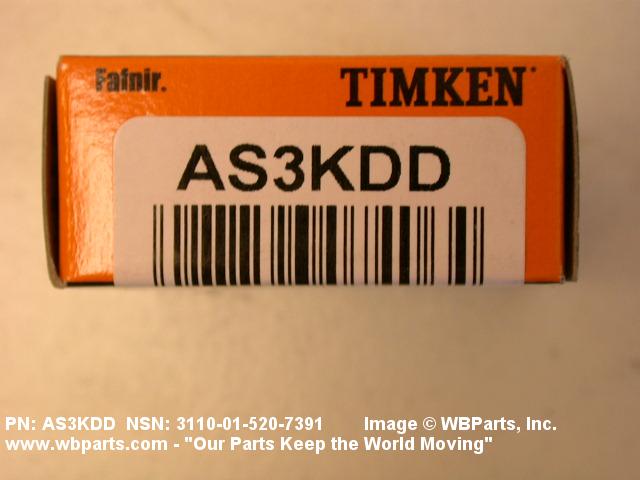 Fafnir. TIMKEN
AS3KDD
PN: AS3KDD NSN: 3110-01-520-7391 Image © WBParts, Inc.
www.wbparts.com - "Our Parts Keep the World Moving"